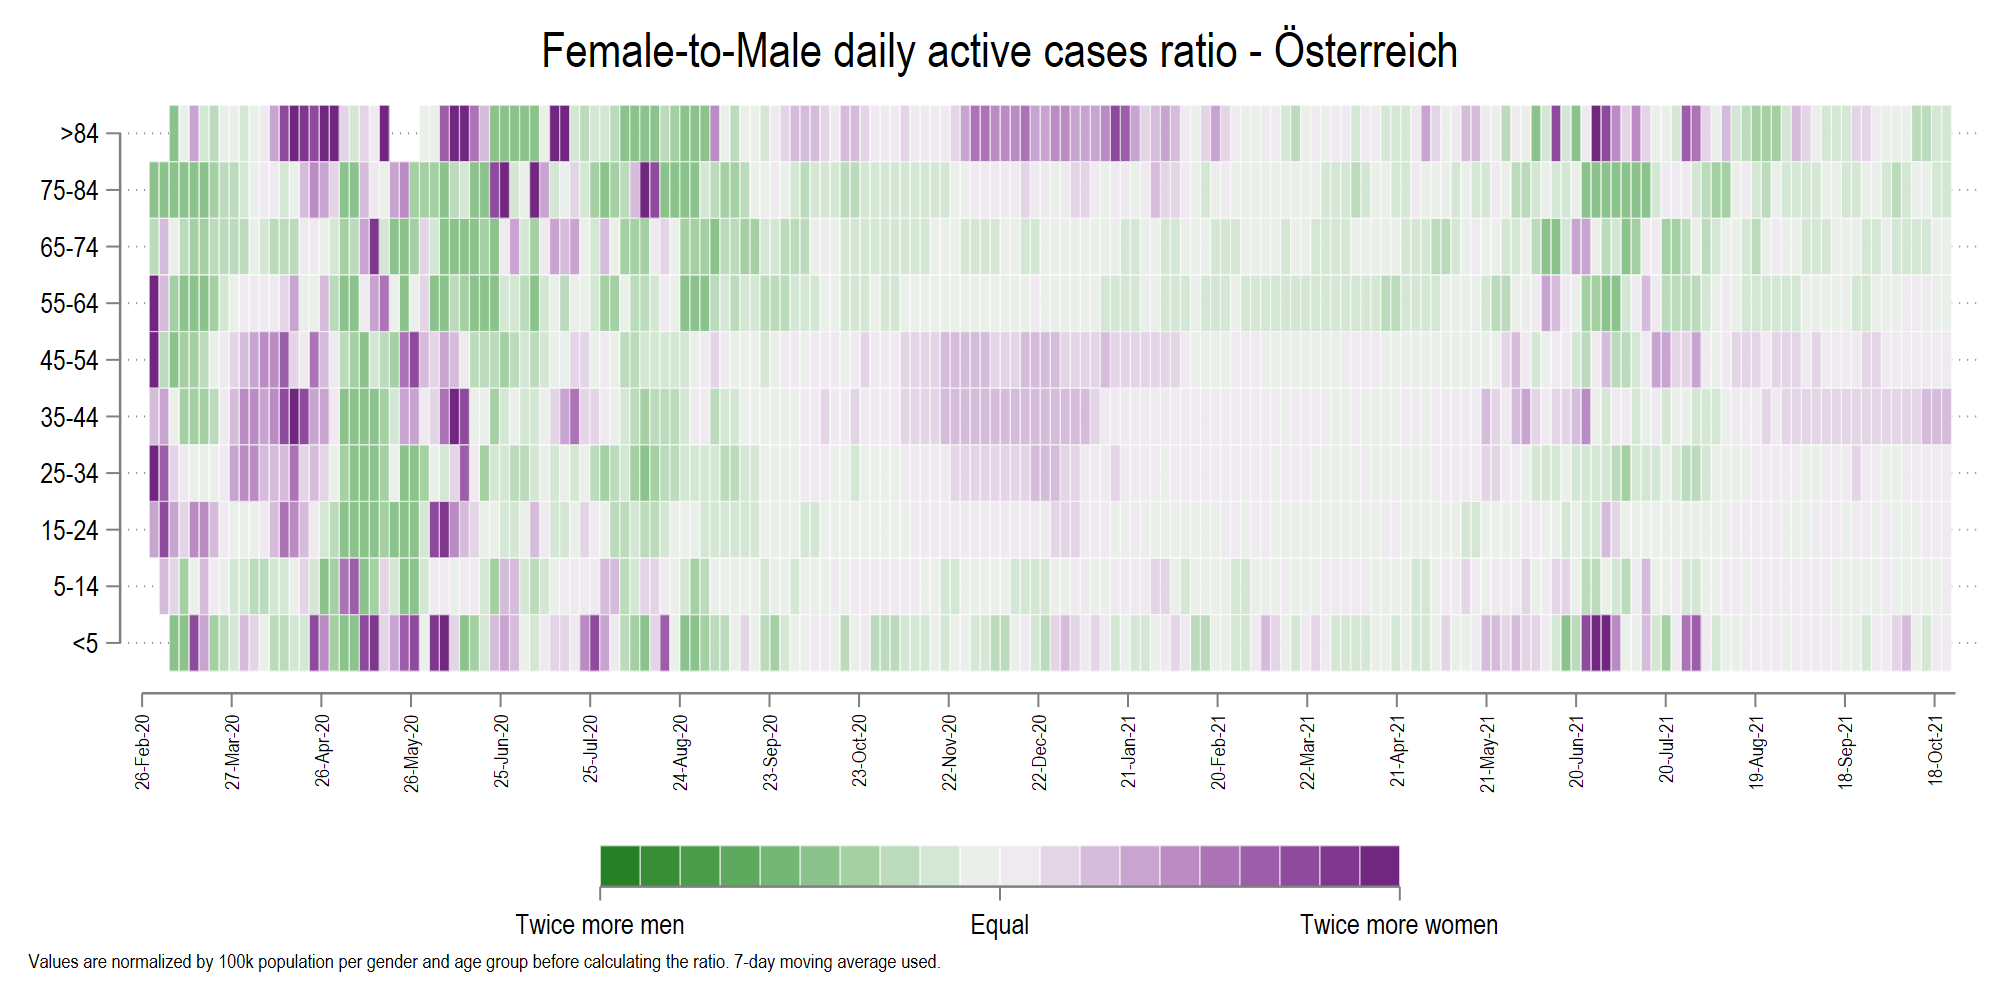 Female-to-Male daily active cases ratio - Österreich
>84
75-84
65-74
55-64
45-54
35-44
25-34
15-24
5-14
<5
26-Feb-20
27-Mar-20
26-Apr-20
26-May-20
25-Jun-20
25-Jul-20
24-Aug-20
23-Sep-20
23-Oct-20
22-Nov-20
22-Dec-20
21-Jan-21
20-Feb-21
22-Mar-21
21-Apr-21
21-May-21
20-Jun-21
20-Jul-21
19-Aug-21
18-Sep-21
18-Oct-21
Twice more men
Equal
Twice more women
Values are normalized by 100k population per gender and age group before calculating the ratio. 7-day moving average used.